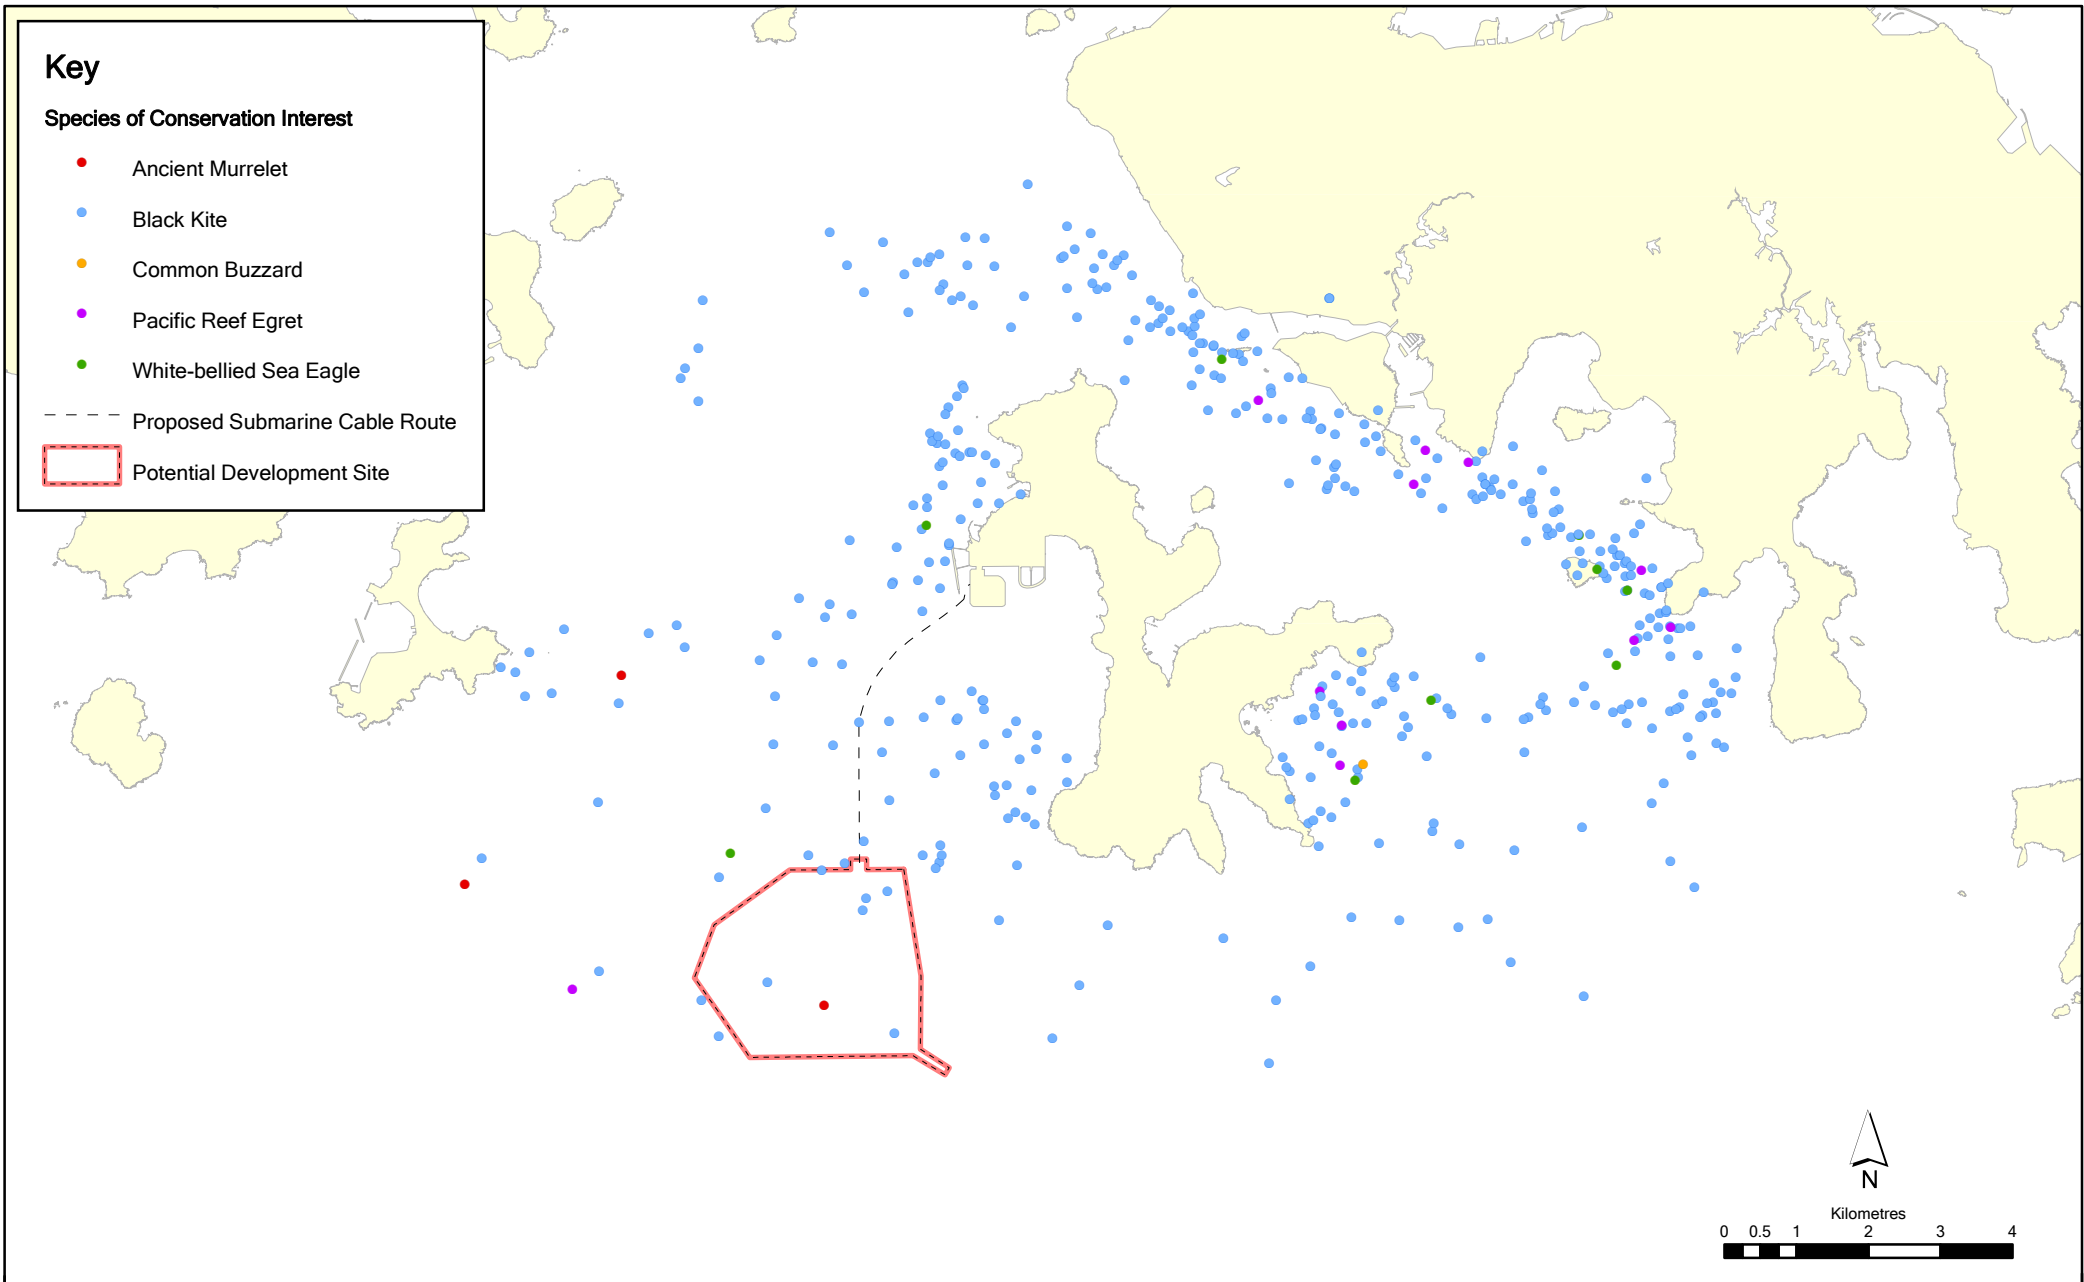 Key
Species of Conservation Interest
Ancient Murrelet
Black Kite
Common Buzzard
Pacific Reef Egret
White-bellied Sea Eagle
Proposed Submarine Cable Route
Potential Development Site
N
Kilometres
0 0.5 1 2 3 4